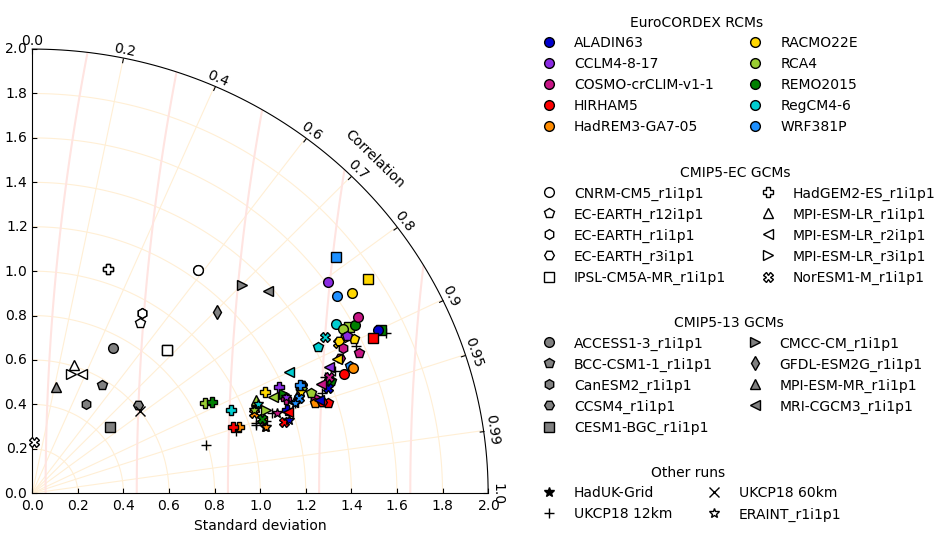 0.0
0.2
0.4
0.6
0.7
0.8
0.9
0.95
0.99
1.0
Correlation
2.0
1.8
1.6
1.4
1.2
1.0
0.8
0.6
0.4
0.2
0.0
0.0 0.2 0.4 0.6 0.8 1.0 1.2 1.4 1.6 1.8 2.0
Standard deviation
EuroCORDEX RCMs
ALADIN63 RACMO22E
CCLM4-8-17 RCA4
COSMO-crCLIM-v1-1 REMO2015
HIRHAM5 RegCM4-6
HadREM3-GA7-05 WRF381P
CMIP5-EC GCMs
CNRM-CM5_r1i1p1 HadGEM2-ES_r1i1p1
EC-EARTH_r12i1p1 MPI-ESM-LR_r1i1p1
EC-EARTH_r1i1p1 MPI-ESM-LR_r2i1p1
EC-EARTH_r3i1p1 MPI-ESM-LR_r3i1p1
IPSL-CM5A-MR_r1i1p1 NorESM1-M_r1i1p1
CMIP5-13 GCMs
ACCESS1-3_r1i1p1 CMCC-CM_r1i1p1
BCC-CSM1-1_r1i1p1 GFDL-ESM2G_r1i1p1
CanESM2_r1i1p1 MPI-ESM-MR_r1i1p1
CCSM4_r1i1p1 MRI-CGCM3_r1i1p1
CESM1-BGC_r1i1p1
Other runs
HadUK-Grid UKCP18 60km
UKCP18 12km ERAINT_r1i1p1